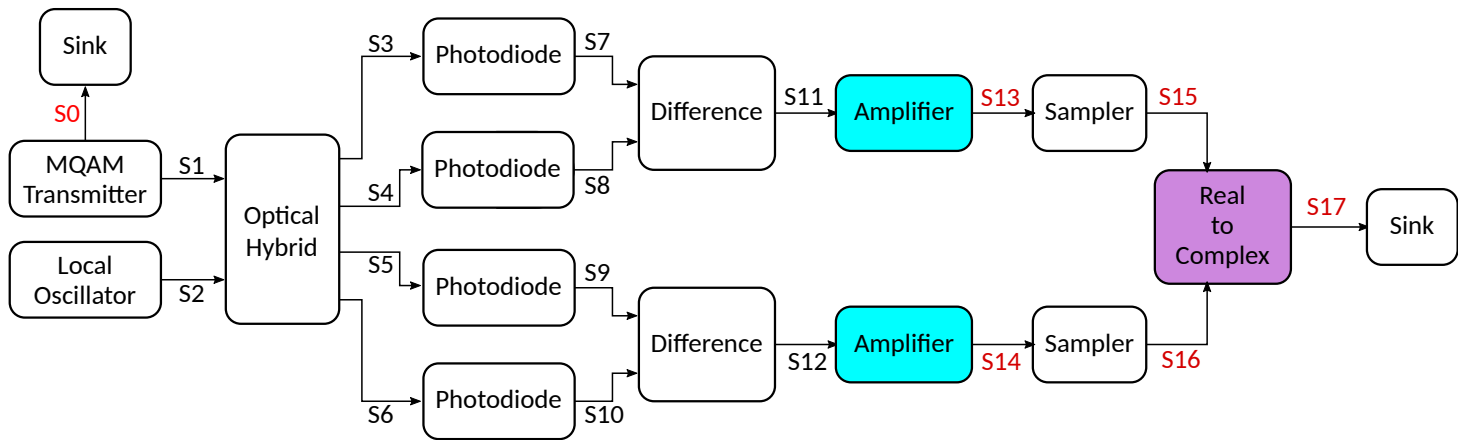 Sink
S0
MQAM
Transmitter
S1
Local
Oscillator
S2
Optical
Hybrid
S3
S4
S5
S6
Photodiode
S7
Photodiode
S8
Photodiode
S9
Photodiode
S10
Difference
S11
Difference
S12
Amplifier
S13
Amplifier
S14
Sampler
S15
Sampler
S16
Real
to
Complex
S17
Sink